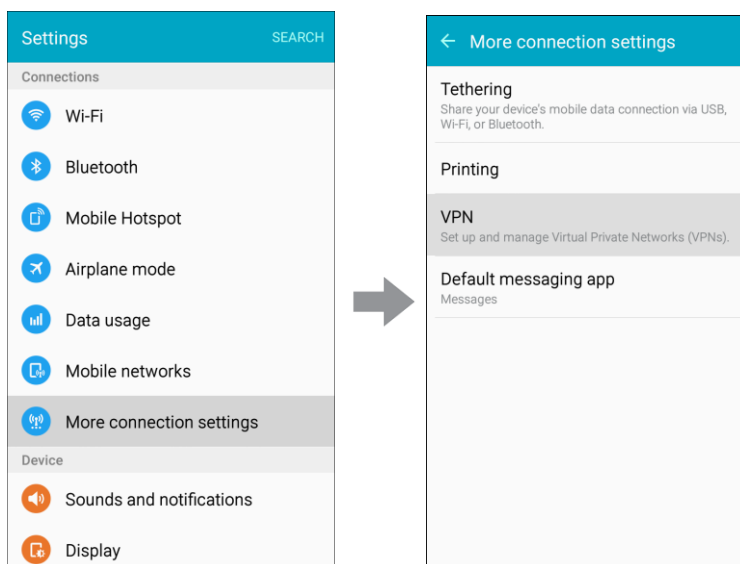 Settings
SEARCH
Connections
Wi-Fi
Bluetooth
Mobile Hotspot
Airplane mode
Data usage
Mobile networks
More connection settings
Device
Sounds and notifications
Display
More connection settings
Tethering
Share your device's mobile data connection via USB,
Wi-Fi, or Bluetooth.
Printing
VPN
Set up and manage Virtual Private Networks (VPNs).
Default messaging app
Messages